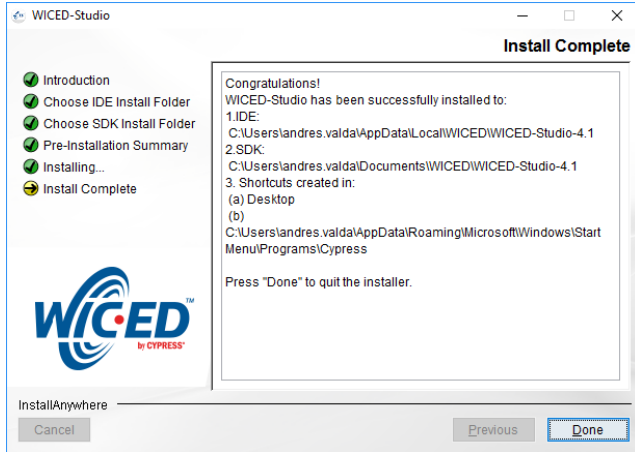 WICED-Studio
Install Complete
Introduction
Choose IDE Install Folder
Choose SDK Install Folder
Pre-Installation Summary
Installing...
Install Complete
Congratulations!
WICED-Studio has been successfully installed to:
1.IDE:
C:\Users\andres.valda\AppData\Local\WICED\WICED-Studio-4.1
2.SDK:
C:\Users\andres.valda\Documents\WICED\WICED-Studio-4.1
3. Shortcuts created in:
(a) Desktop
(b)
C:\Users\andres.valda\AppData\Roaming\Microsoft\Windows\Start
Menu\Programs\Cypress
Press "Done" to quit the installer.
WICED™
by CYPRESS®
InstallAnywhere
Cancel
Previous
Done